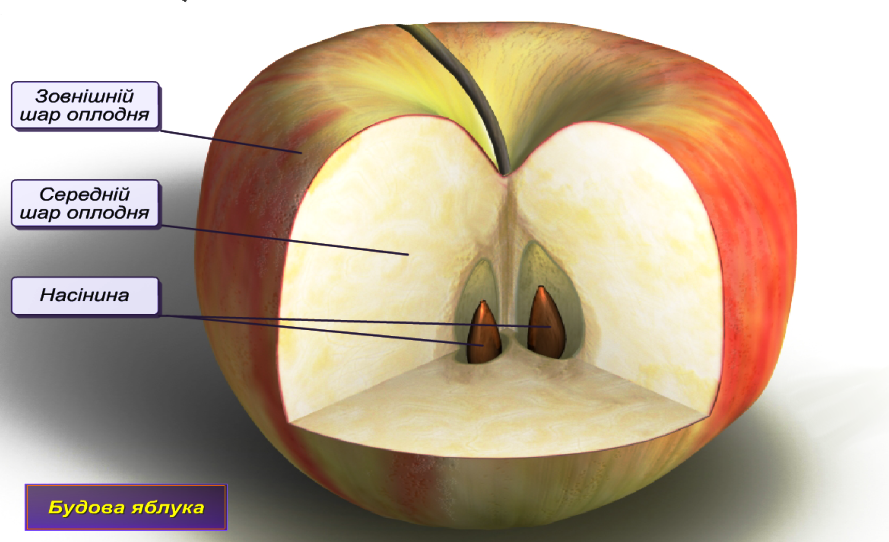 Зовнішній
шар оплодня
Середній
шар оплодня
Насінина
Будова яблука